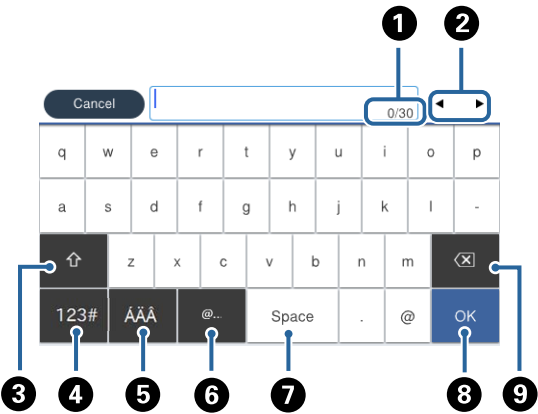 1 2
Cancel 0/30
q w e r t y u i o p
a s d f g h j k l -
z x c v b n m
123# ÁÄÂ @... Space . @ OK
3 4 5 6 7 8 9